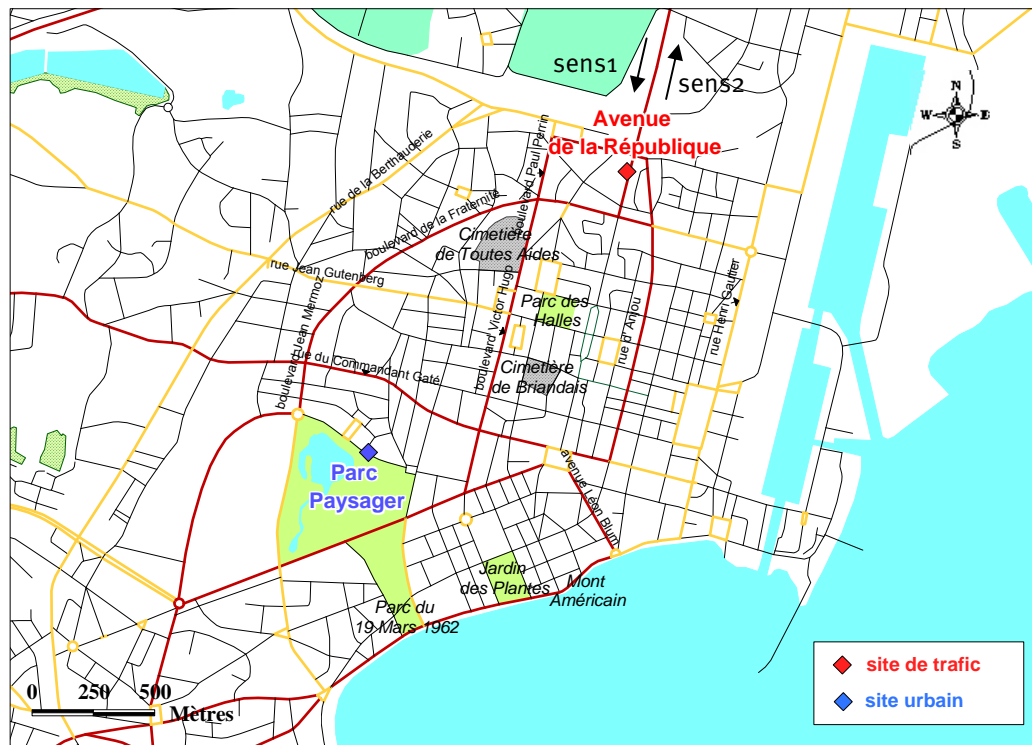 sens1
sens2
N
W
E
S
Avenue
de la République
boulevard Paul Perrin
rue de la Berthauderie
boulevard de la Fraternité
Cimetière
de Toutes Aides
rue Jean Gutenberg
boulevard Victor Hugo
Parc des
Halles
rue d' Anjou
rue Henri Gautier
boulevard Jean Mermoz
rue du Commandant Gaté
Cimetière
de Briandais
Parc
Paysager
avenue Léon Blum
Jardin
des Plantes
Mont
Américain
Parc du
19 Mars 1962
0 250 500
Mètres
site de trafic
site urbain